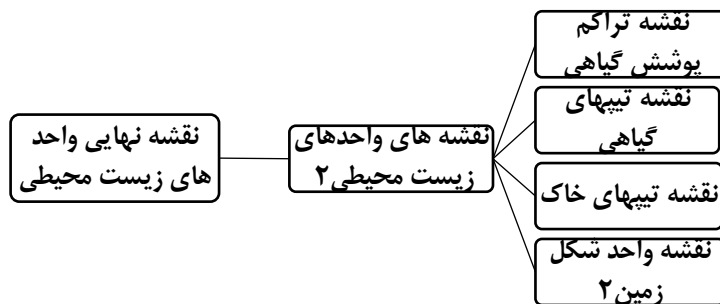 نقشه تراکم
پوشش گیاهی
نقشه تیپهای
گیاهی
نقشه تیپهای خاک
نقشه واحد شکل
زمین۲
نقشه های واحدهای
زیست محیطی۲
نقشه نهایی واحد
های زیست محیطی